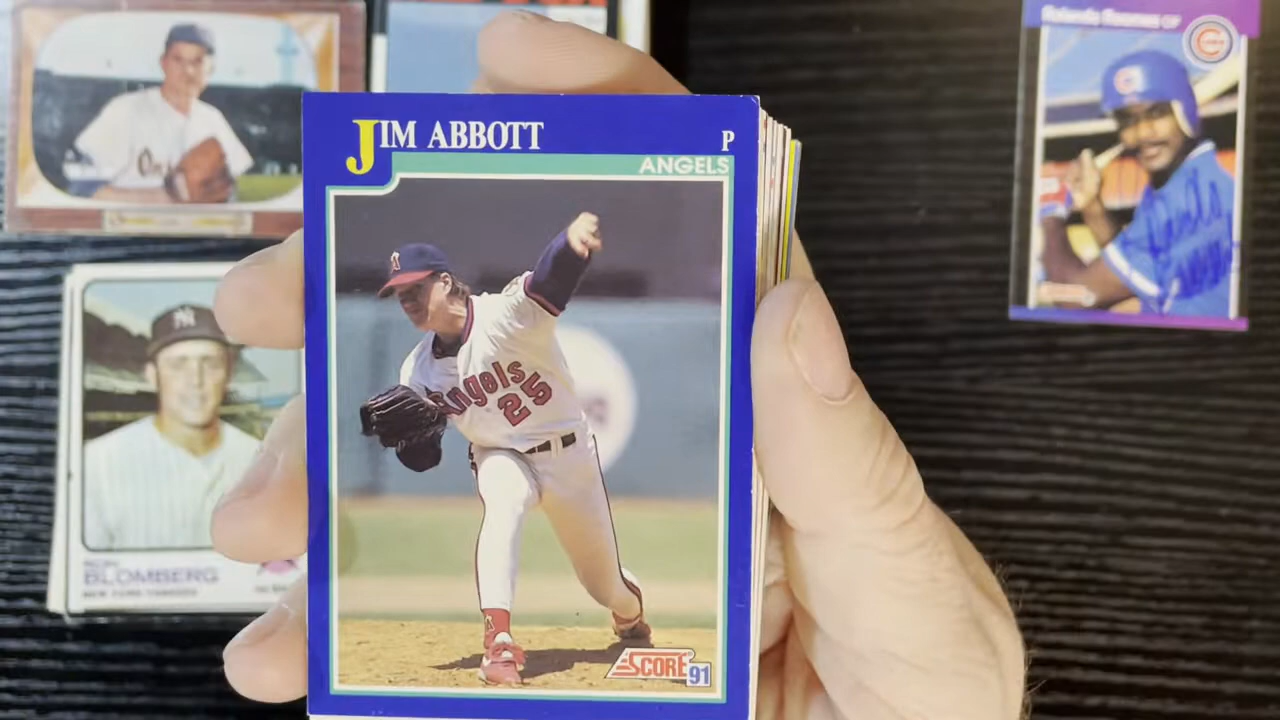 JIM ABBOTT
P
ANGELS
Angels
25
SCORE 91
Rolando Roomes OF
BLOMBERG
NEW YORK YANKEES